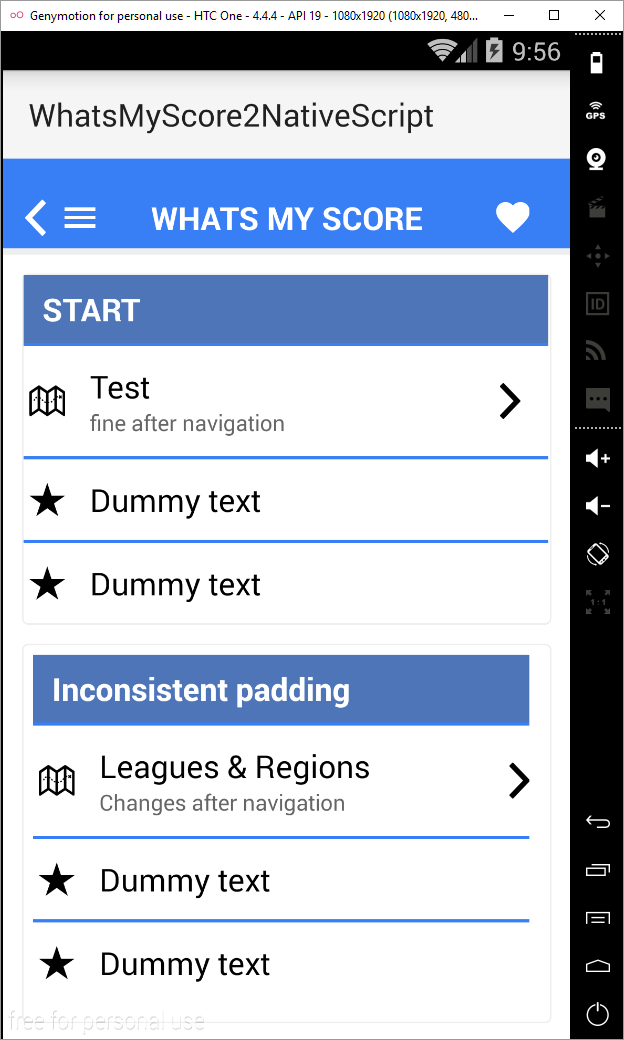 Genymotion for personal use - HTC One - 4.4.4 - API 19 - 1080x1920 (1080x1920, 480...
9:56
GPS
WhatsMyScore2NativeScript
WHATS MY SCORE
ID
START
Test
fine after navigation
Dummy text
Dummy text
1:1
Inconsistent padding
Leagues & Regions
Changes after navigation
Dummy text
Dummy text
free for personal use